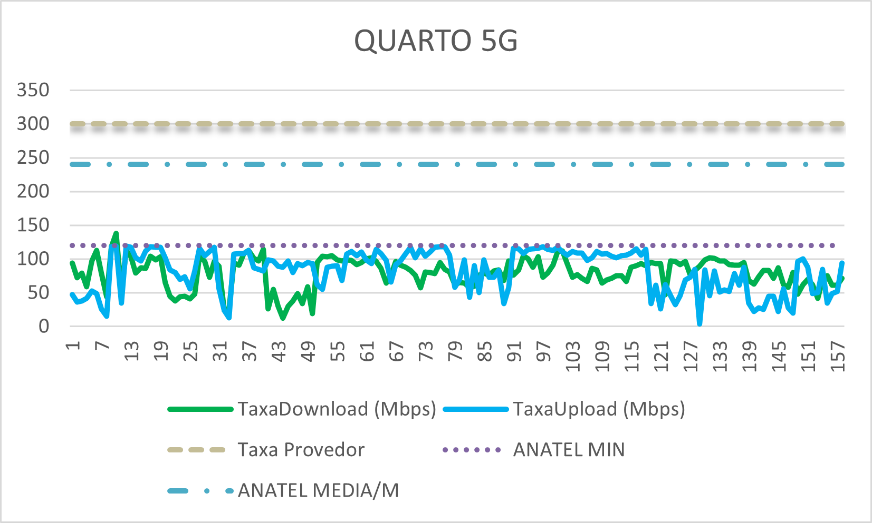 QUARTO 5G
350
300
250
200
150
100
50
0
1 7 13 19 25 31 37 43 49 55 61 67 73 79 85 91 97 103 109 115 121 127 133 139 145 151 157
TaxaDownload (Mbps) TaxaUpload (Mbps)
Taxa Provedor ANATEL MIN
ANATEL MEDIA/M